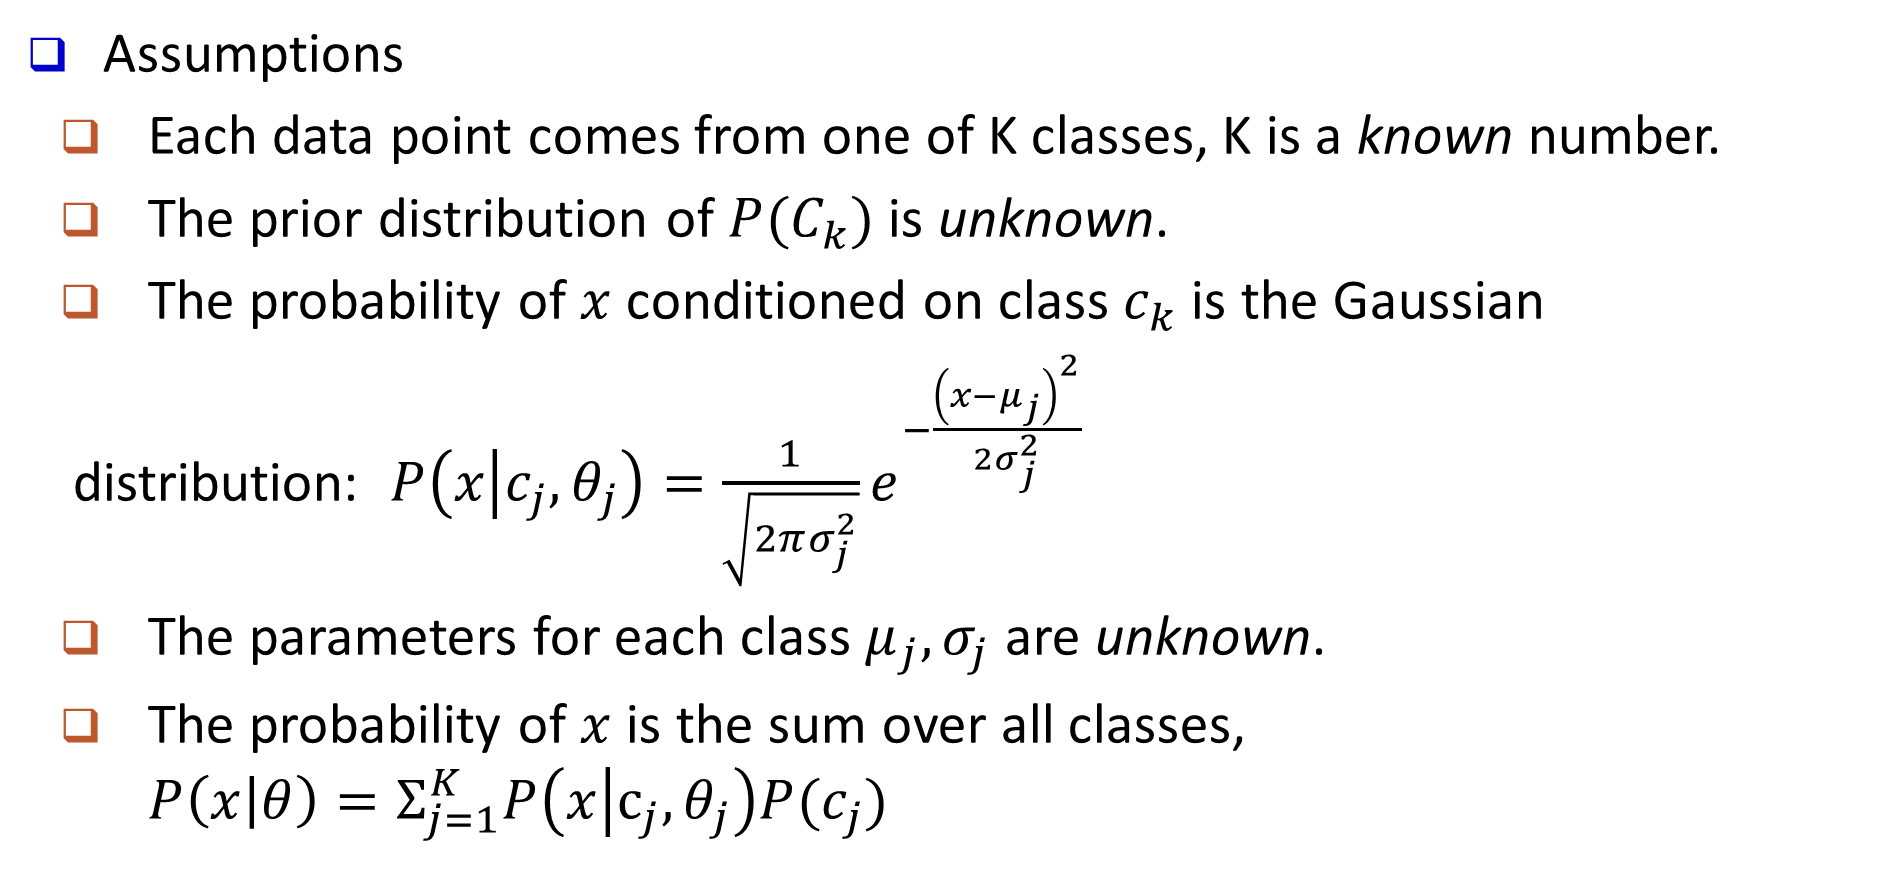 ❑ Assumptions
❑ Each data point comes from one of K classes, K is a known number.
❑ The prior distribution of P(C_k) is unknown.
❑ The probability of x conditioned on class c_k is the Gaussian
distribution: P(x|c_j, θ_j) = \frac{1}{\sqrt{2πσ_j^2}} e^{-\frac{(x-μ_j)^2}{2σ_j^2}}
❑ The parameters for each class μ_j, σ_j are unknown.
❑ The probability of x is the sum over all classes,
P(x|θ) = Σ_{j=1}^{K} P(x|c_j, θ_j)P(c_j)